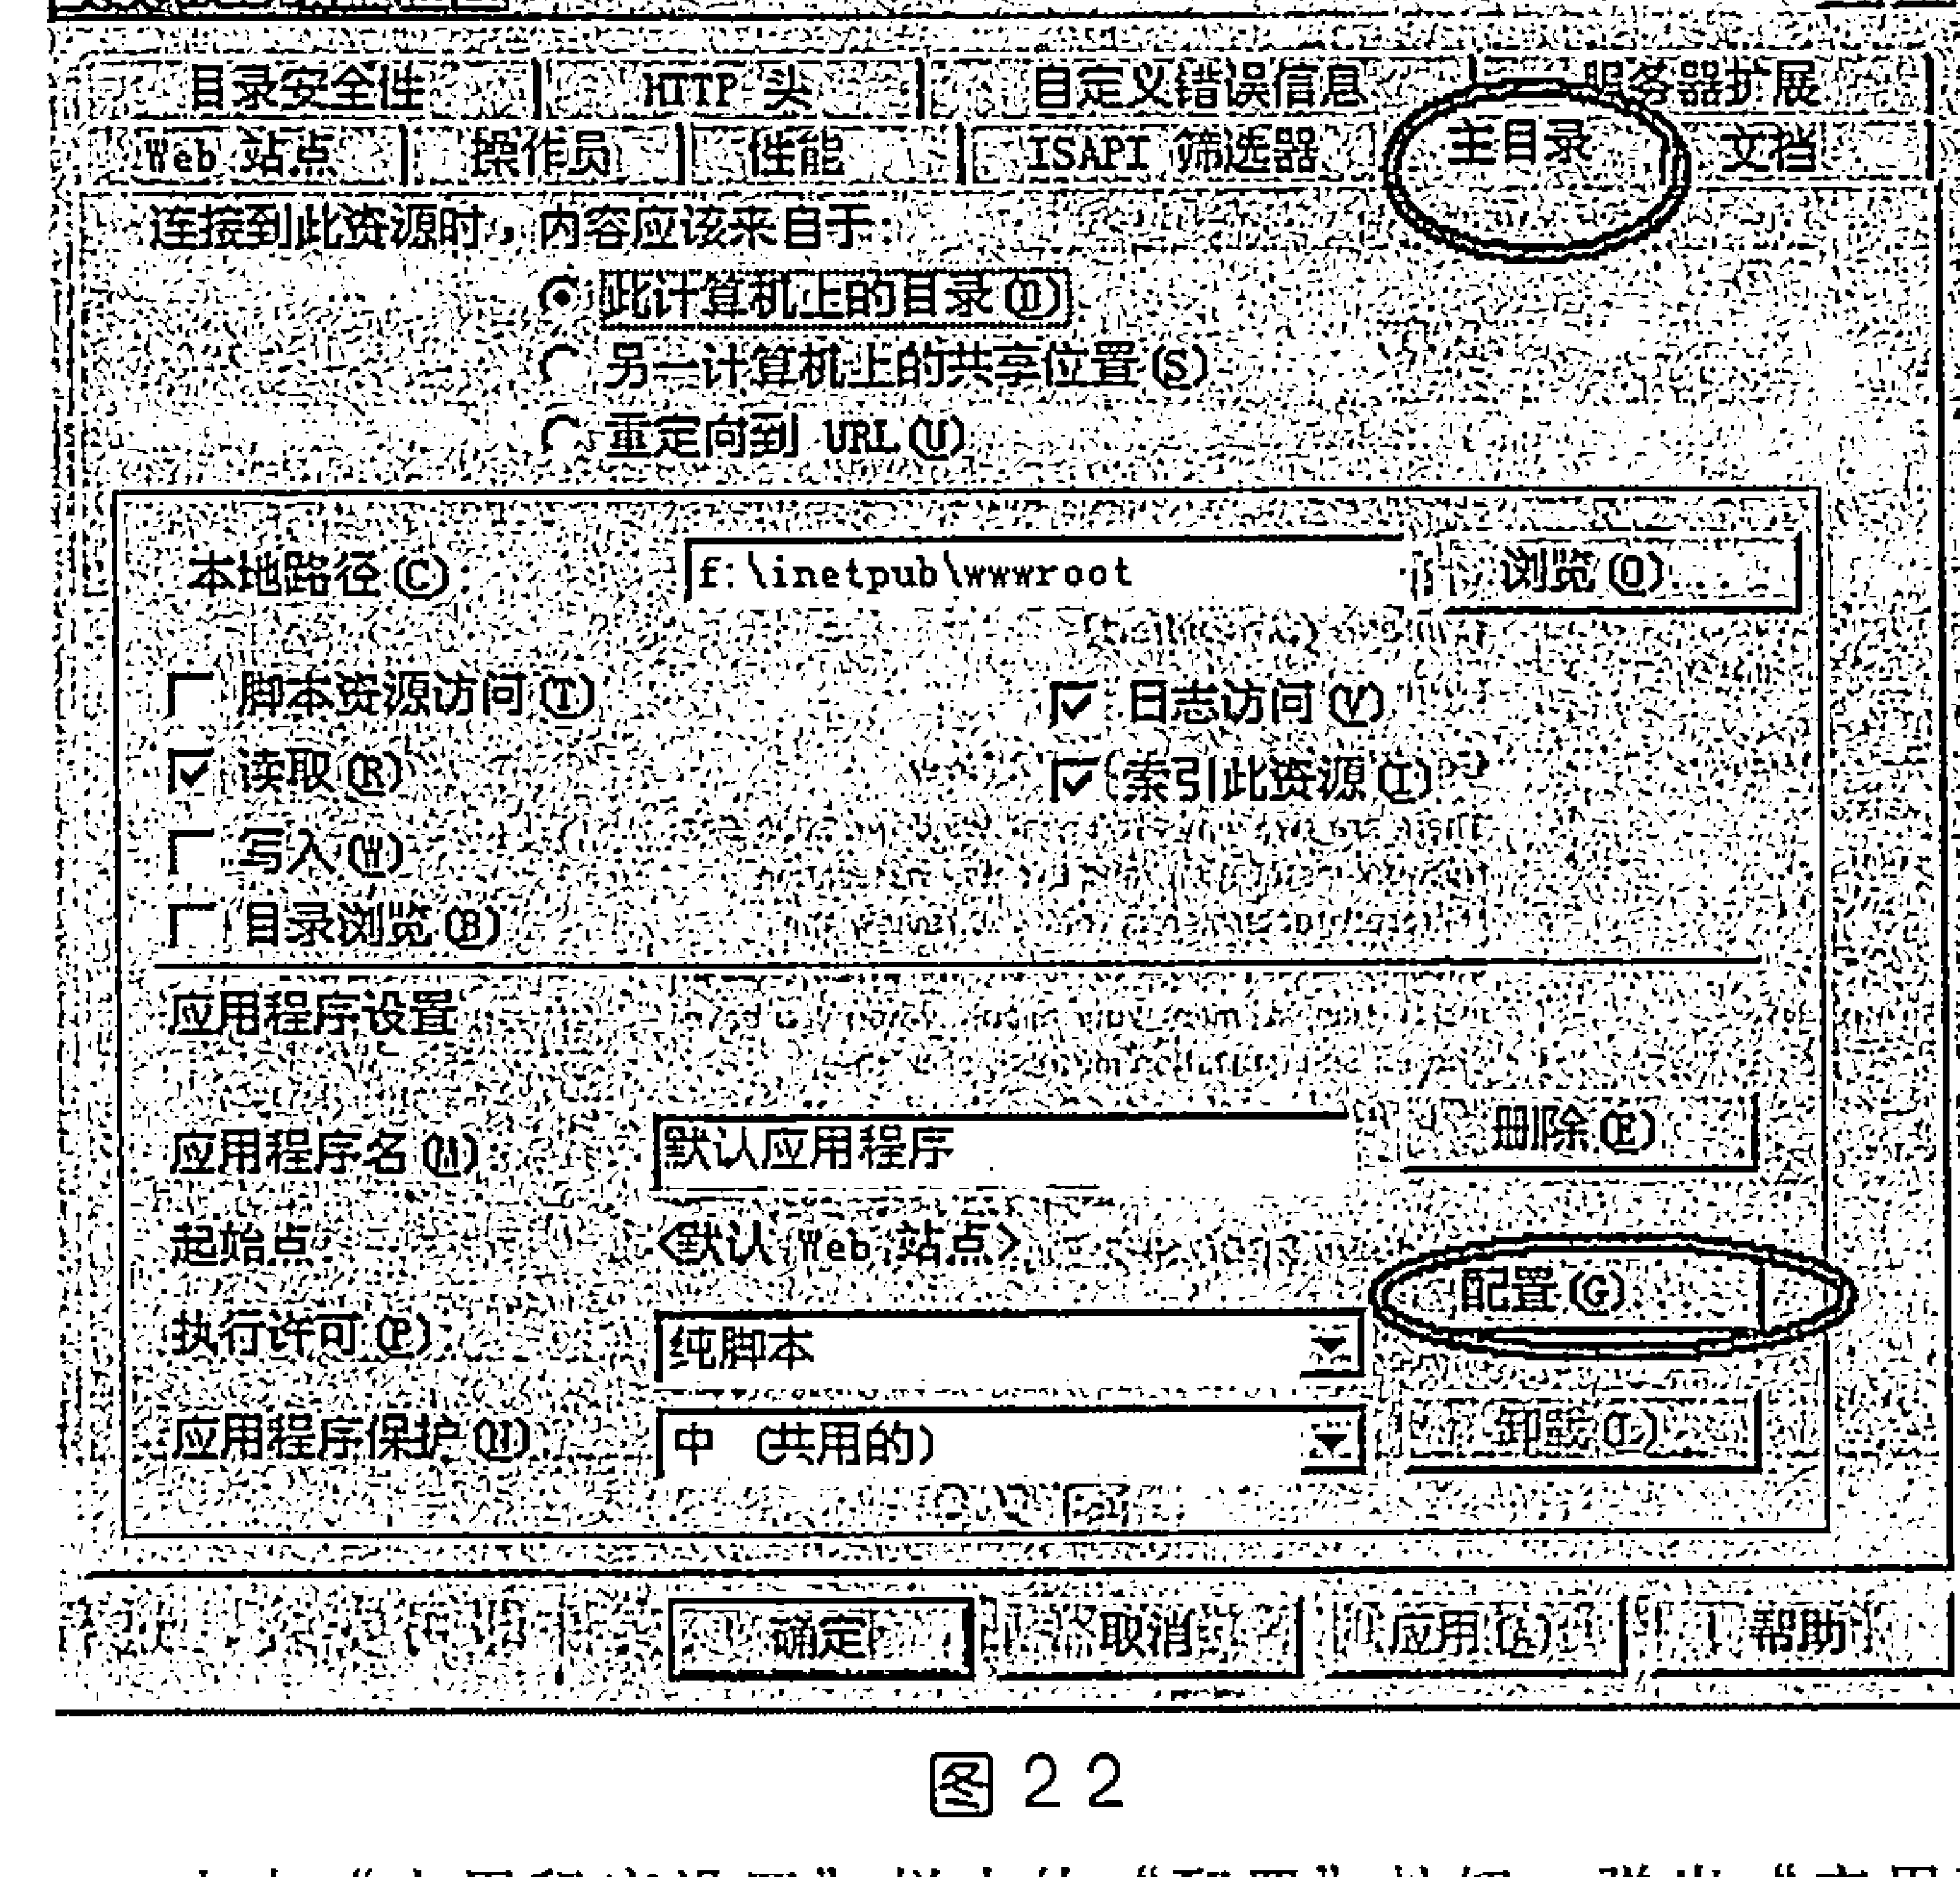 目录安全性 HTTP 头 自定义错误信息 服务器扩展
Web 站点 操作员 性能 ISAPI 筛选器 主目录 文档
连接到此资源时，内容应该来自于:
此计算机上的目录(D)
另一计算机上的共享位置(S)
重定向到 URL(U)
本地路径(C): f:\inetpub\wwwroot 浏览(O)
脚本资源访问(T) 日志访问(V)
读取(R) 索引此资源(I)
写入(W)
目录浏览(B)
应用程序设置
应用程序名(M): 默认应用程序 删除(E)
起始点: <默认 Web 站点>
配置(G)
执行许可(P): 纯脚本
应用程序保护(N): 中 (共用的) 卸载(L)
确定 取消 应用(A) 帮助
图22